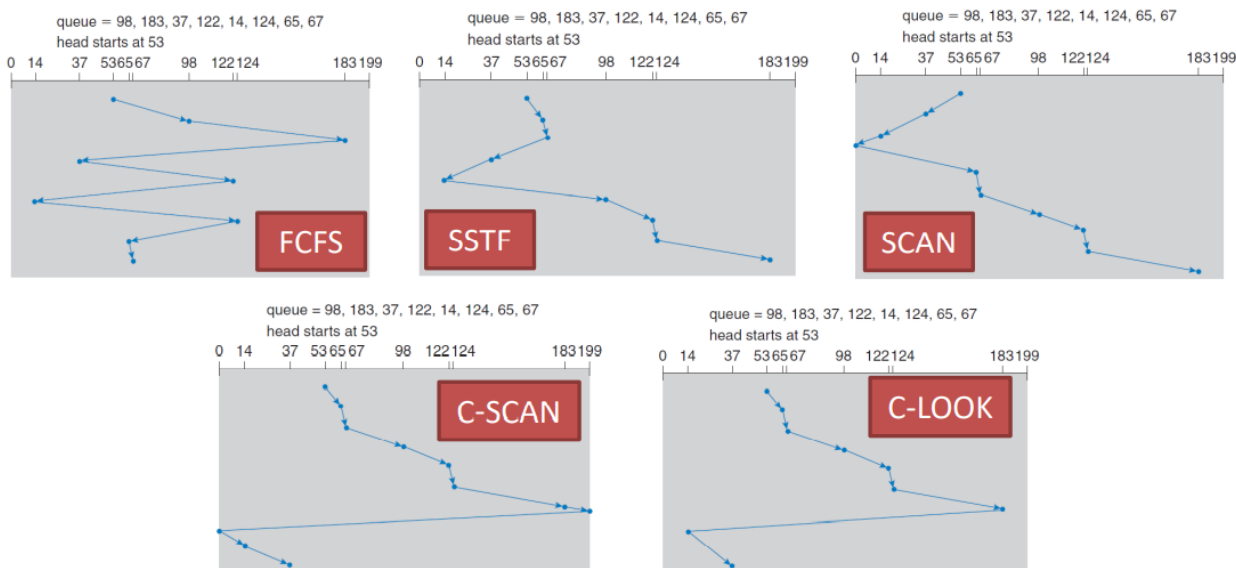 queue = 98, 183, 37, 122, 14, 124, 65, 67
head starts at 53
0 14 37 53 65 67 98 122 124 183 199
FCFS
queue = 98, 183, 37, 122, 14, 124, 65, 67
head starts at 53
0 14 37 53 65 67 98 122 124 183 199
SSTF
queue = 98, 183, 37, 122, 14, 124, 65, 67
head starts at 53
0 14 37 53 65 67 98 122 124 183 199
SCAN
queue = 98, 183, 37, 122, 14, 124, 65, 67
head starts at 53
0 14 37 53 65 67 98 122 124 183 199
C-SCAN
queue = 98, 183, 37, 122, 14, 124, 65, 67
head starts at 53
0 14 37 53 65 67 98 122 124 183 199
C-LOOK